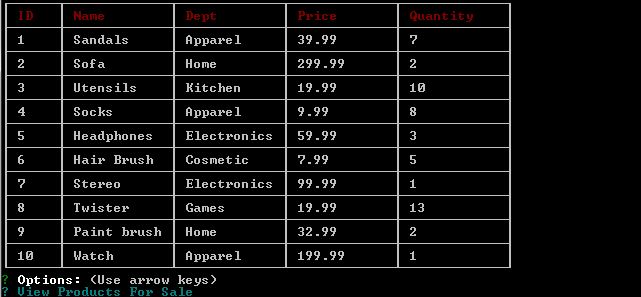 ID Name Dept Price Quantity
1 Sandals Apparel 39.99 7
2 Sofa Home 299.99 2
3 Utensils Kitchen 19.99 10
4 Socks Apparel 9.99 8
5 Headphones Electronics 59.99 3
6 Hair Brush Cosmetic 7.99 5
7 Stereo Electronics 99.99 1
8 Twister Games 19.99 13
9 Paint brush Home 32.99 2
10 Watch Apparel 199.99 1
? Options: (Use arrow keys)
? View Products For Sale